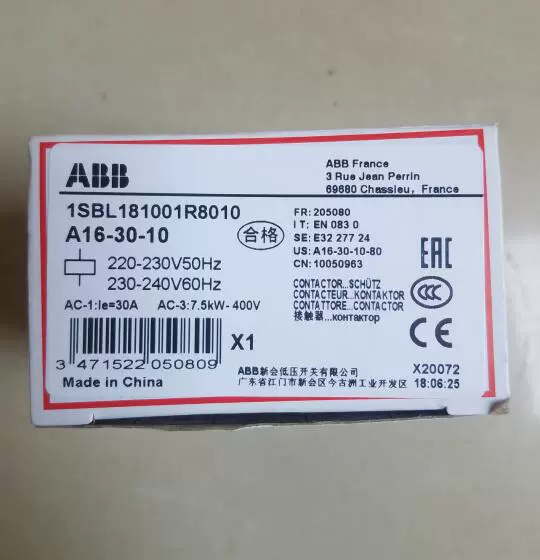 ABB
ABB France
3 Rue Jean Perrin
69680 Chassieu, France
1SBL181001R8010
A16-30-10
合格
220-230V50Hz
230-240V60Hz
AC-1:Ie=30A AC-3:7.5kW- 400V
FR: 205080
IT: EN 083 0
SE: E32 277 24
US: A16-30-10-80
CN: 10050963
EAC
CONTACTOR...SCHÜTZ
CONTACTEUR...KONTAKTOR
CONTATTORE...CONTACTOR
接触器...контактор
CCC
CE
X1
3 471522 050809
Made in China
ABB新会低压开关有限公司
广东省江门市新会区今古洲工业开发区
X20072
18:06:25